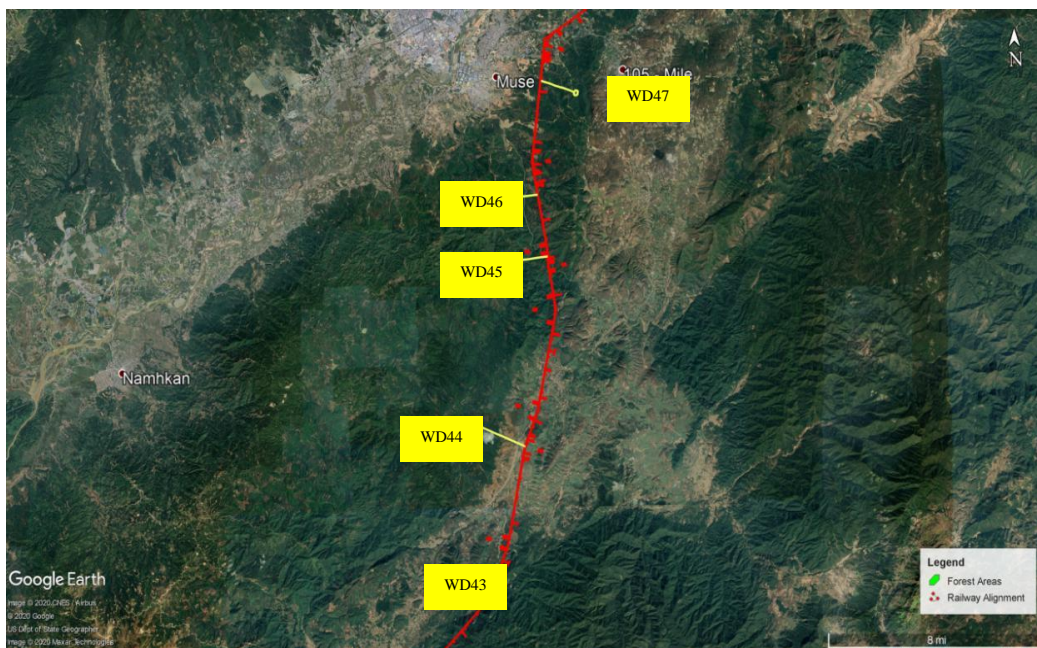 N
Muse
105 - Mile
WD47
WD46
WD45
Namhkan
WD44
WD43
Google Earth
Image © 2020 CNES / Airbus
© 2020 Google
US Dept of State Geographer
Image © 2020 Maxar Technologies
Legend
Forest Areas
Railway Alignment
8 mi